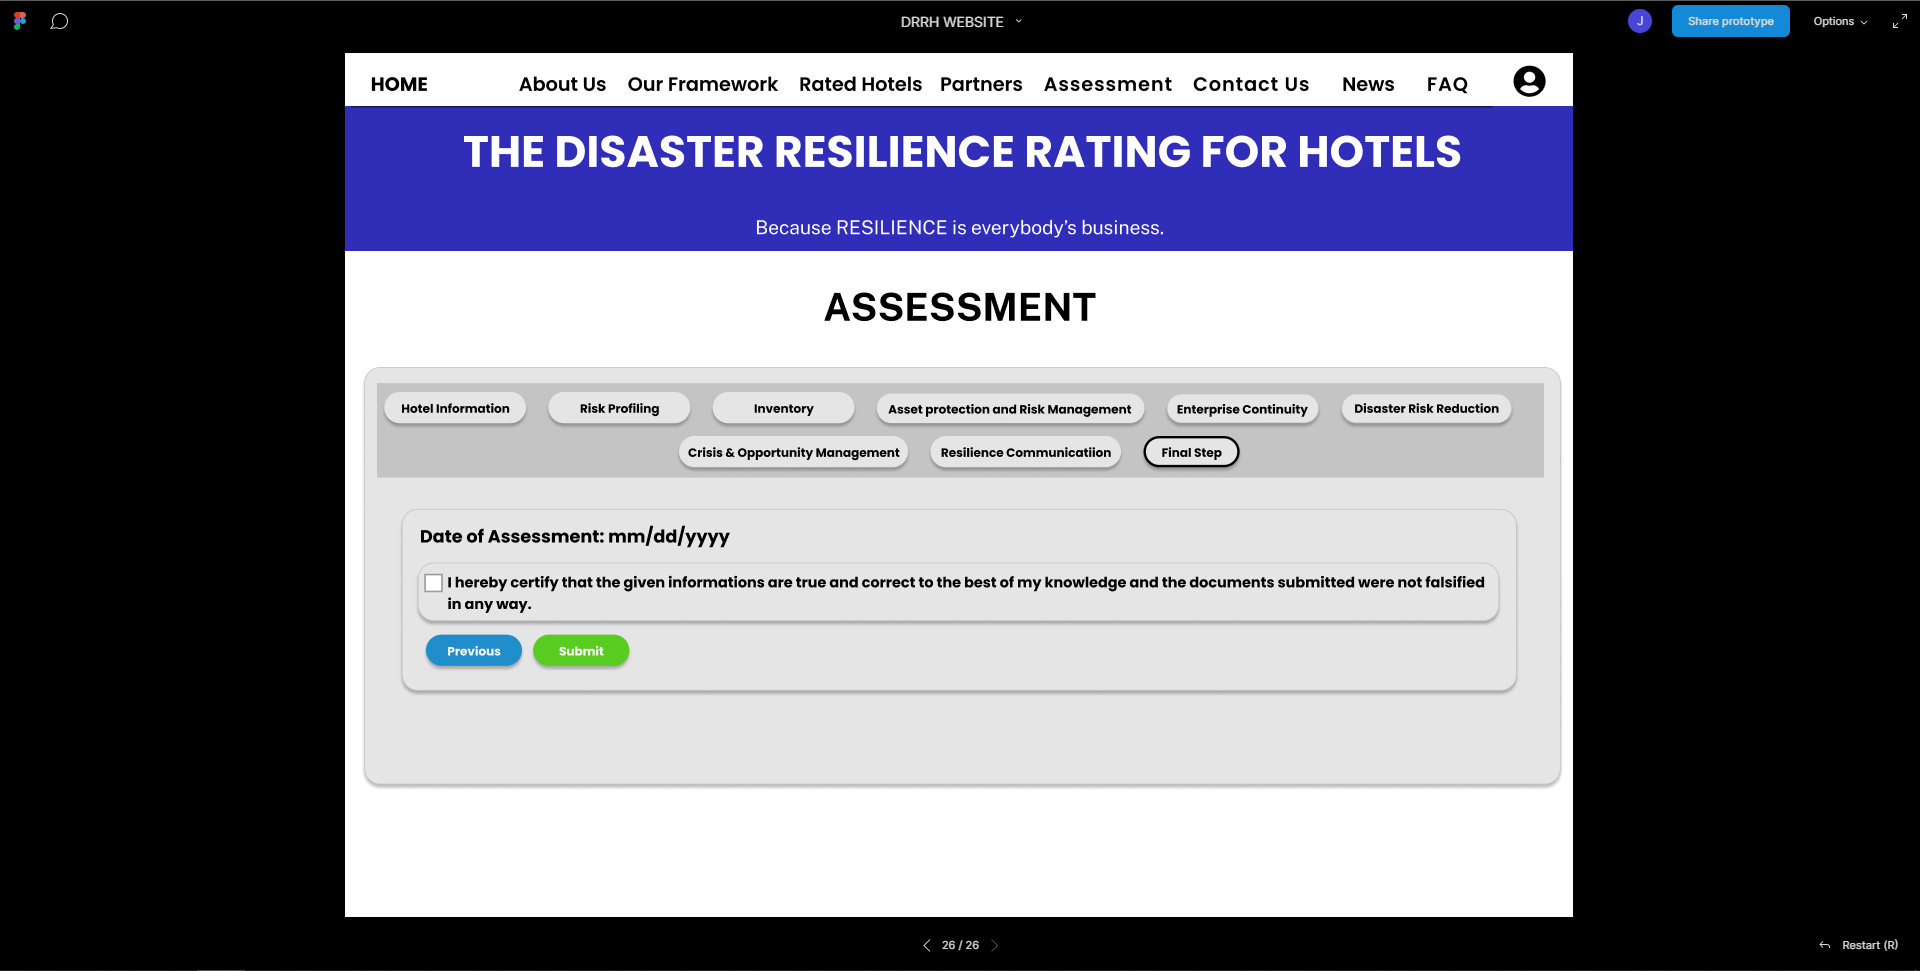 DRRH WEBSITE
J
Share prototype
Options
HOME About Us Our Framework Rated Hotels Partners Assessment Contact Us News FAQ
THE DISASTER RESILIENCE RATING FOR HOTELS
Because RESILIENCE is everybody's business.
ASSESSMENT
Hotel Information Risk Profiling Inventory Asset protection and Risk Management Enterprise Continuity Disaster Risk Reduction
Crisis & Opportunity Management Resilience Communicatiion Final Step
Date of Assessment: mm/dd/yyyy
I hereby certify that the given informations are true and correct to the best of my knowledge and the documents submitted were not falsified
in any way.
Previous Submit
26 / 26
Restart (R)